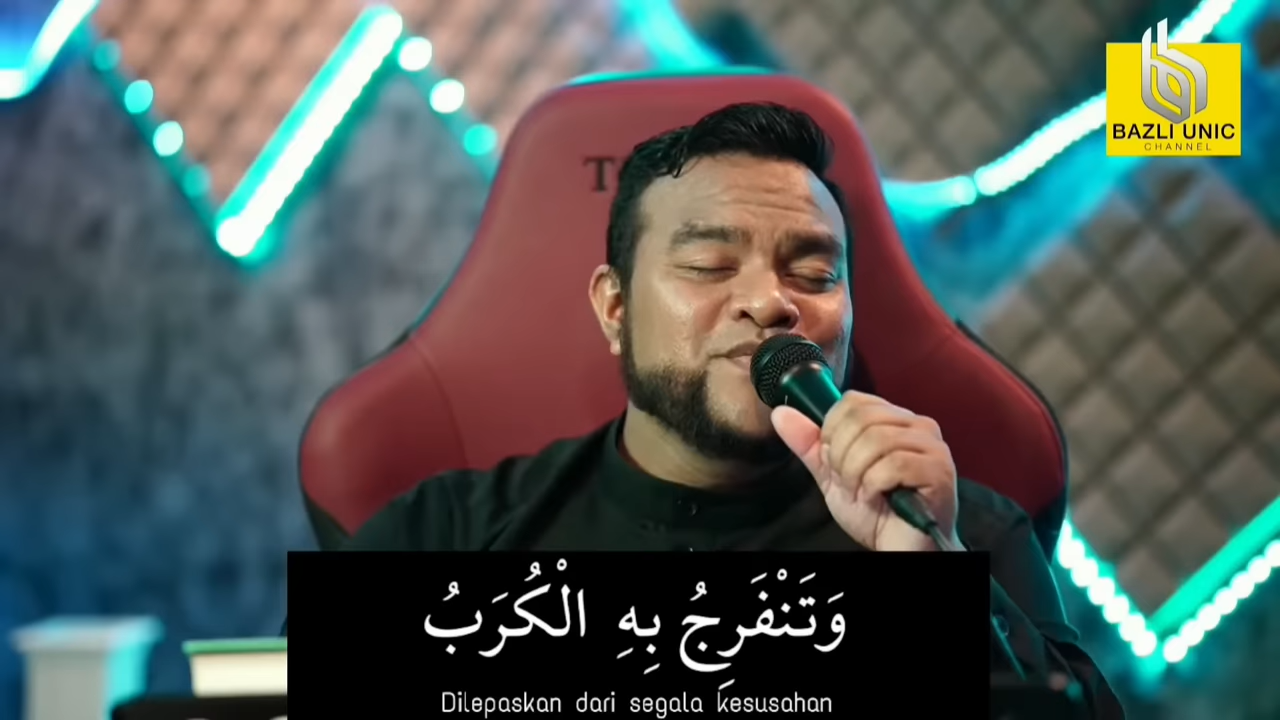 BAZLI UNIC
CHANNEL
وَتَنْفَرِجُ بِهِ الْكُرَبُ
Dilepaskan dari segala kesusahan